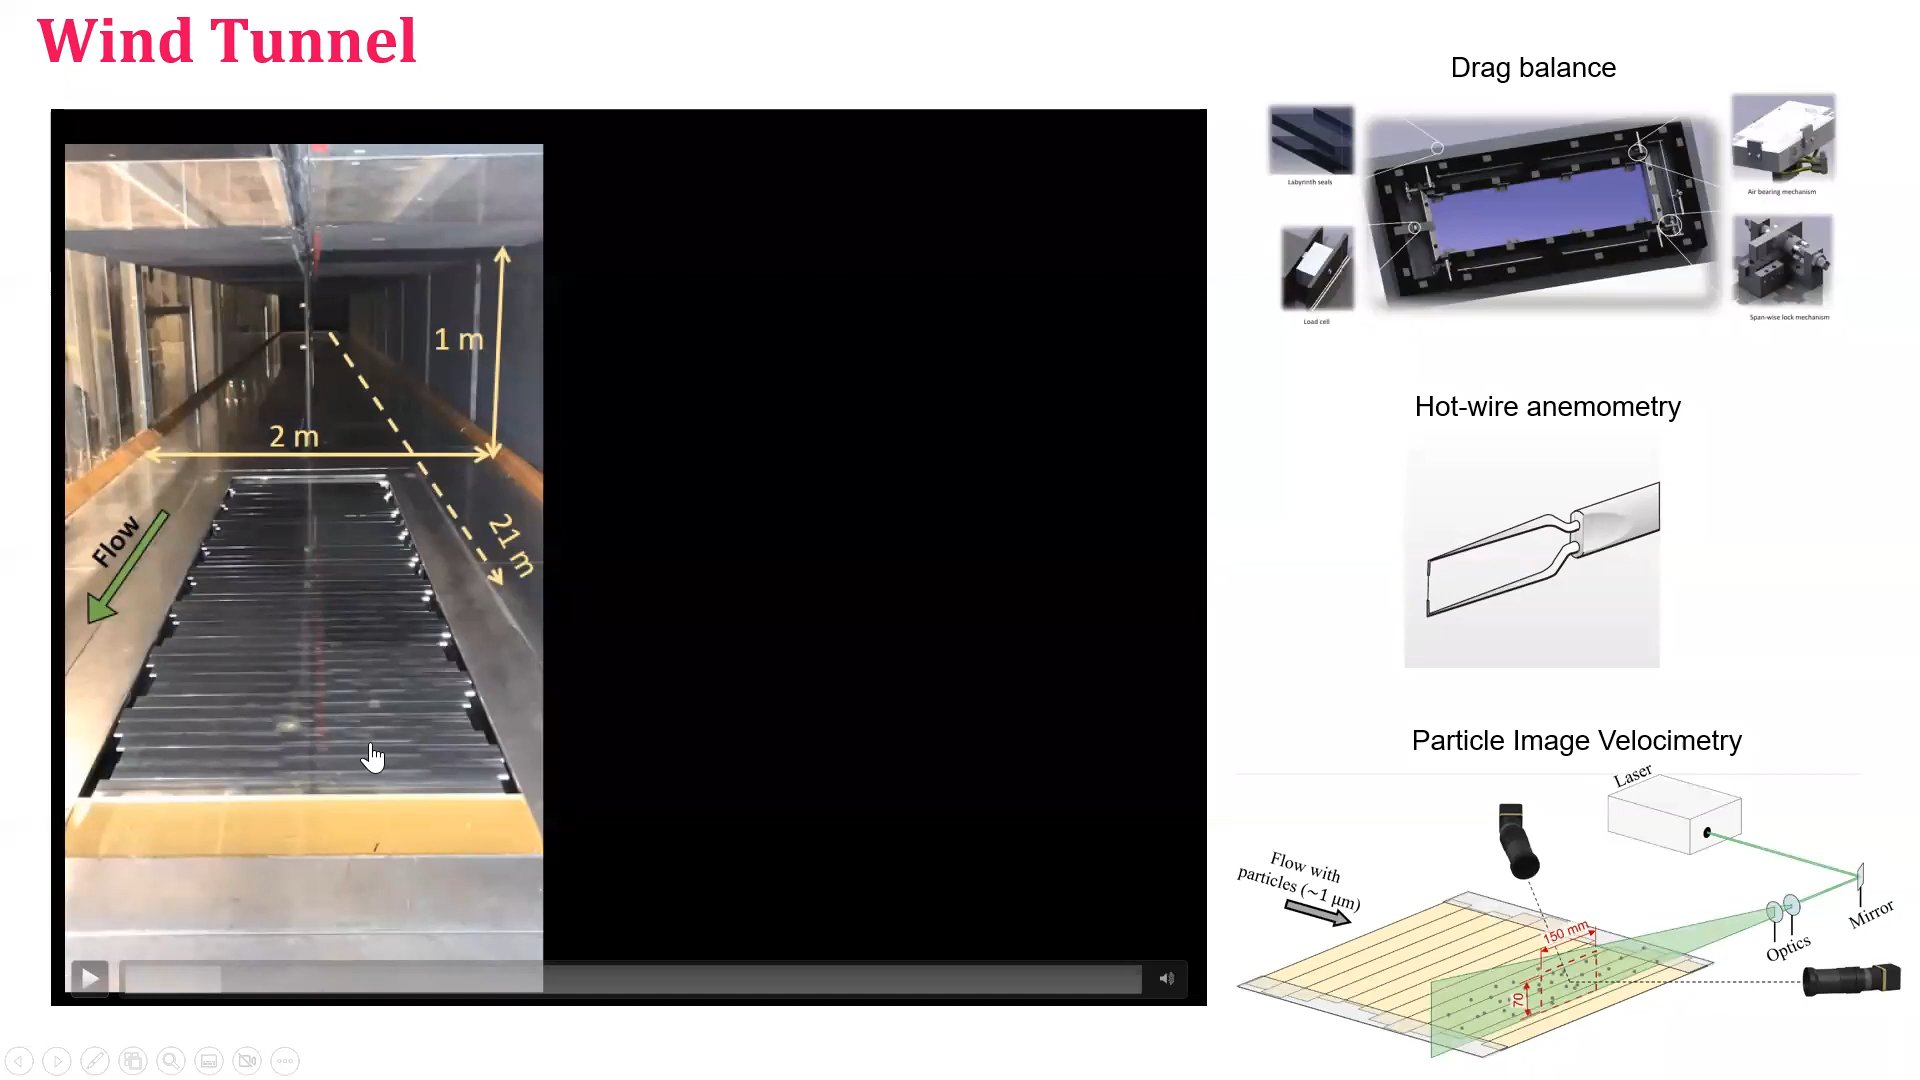 Wind Tunnel
1 m
2 m
21 m
Flow
Drag balance
Labyrinth seals
Air bearing mechanism
Load cell
Span-wise lock mechanism
Hot-wire anemometry
Particle Image Velocimetry
Laser
Flow with
particles (~1 μm)
Mirror
Optics
150 mm
70